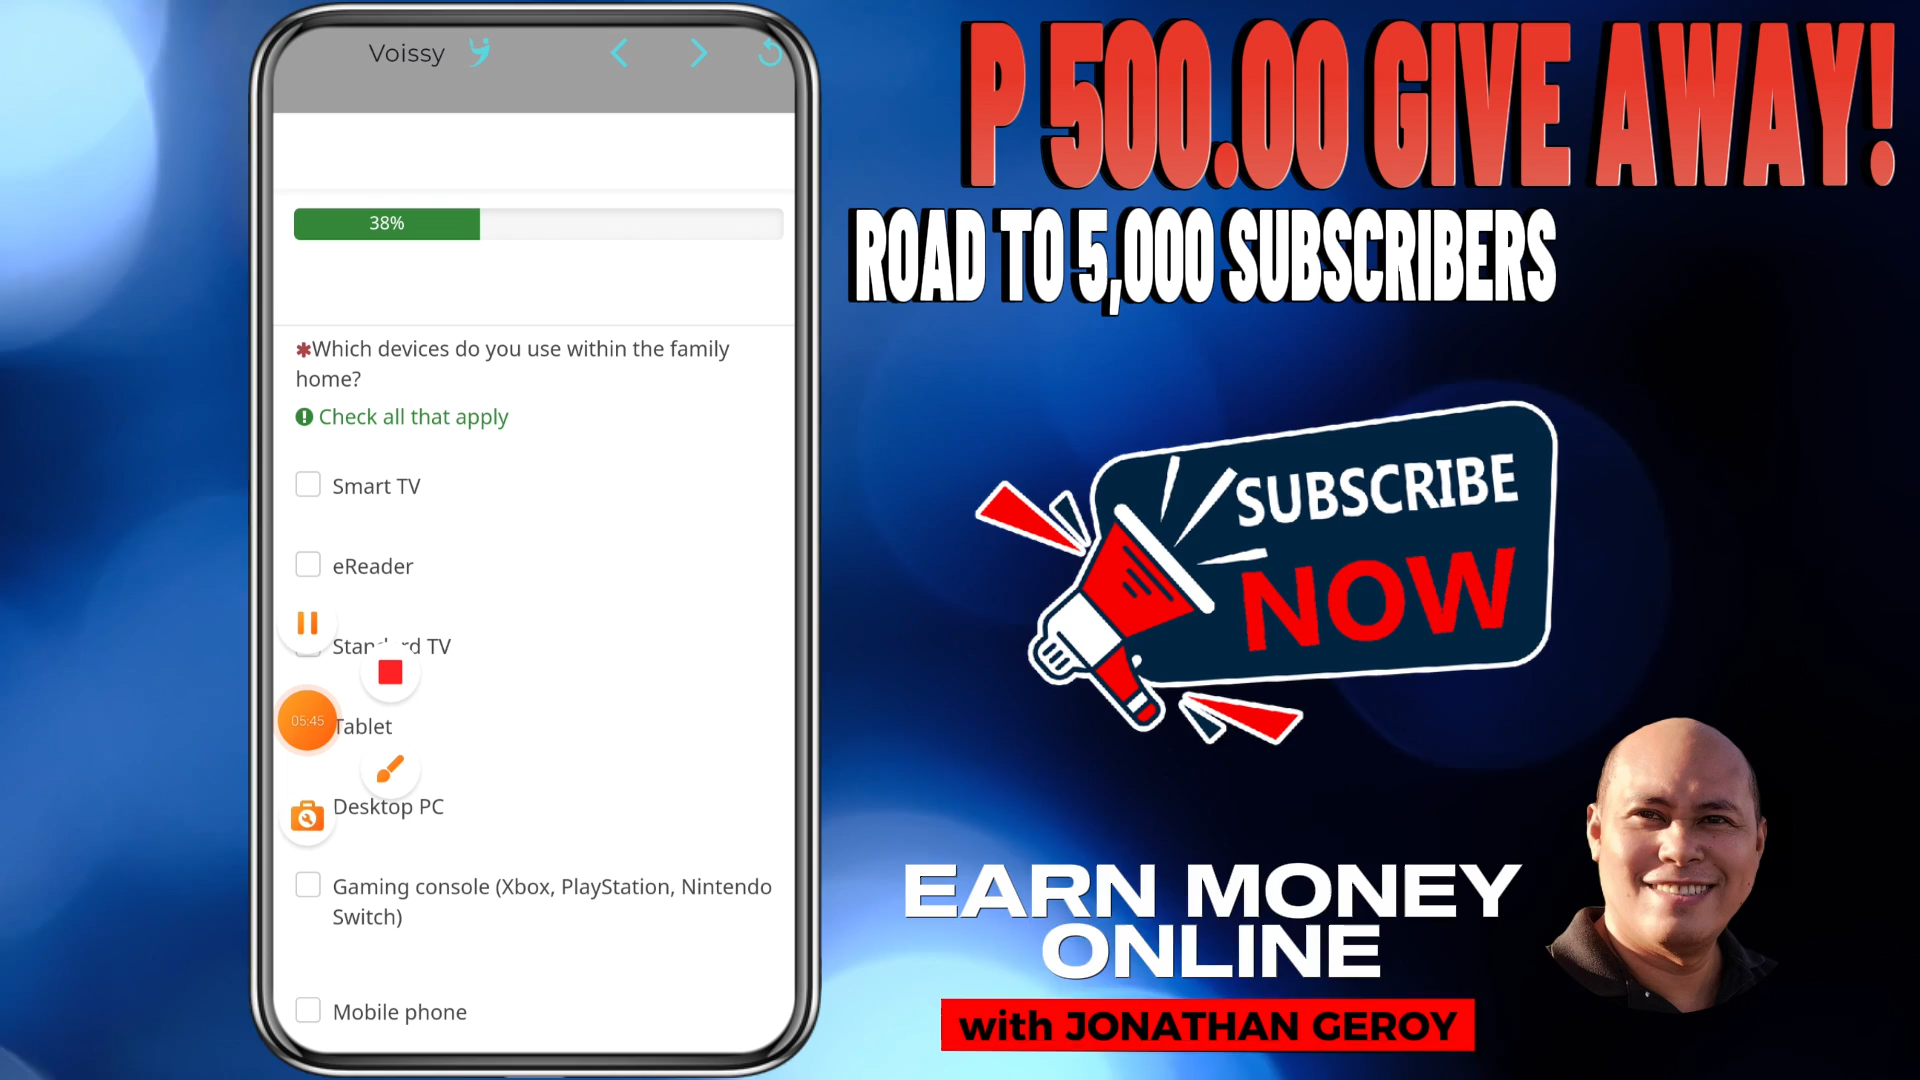 Voissy
38%
*Which devices do you use within the family
home?
Check all that apply
Smart TV
eReader
TV
05:45
Tablet
Desktop PC
Gaming console (Xbox, PlayStation, Nintendo
Switch)
Mobile phone
P 500.00 GIVE AWAY!
ROAD TO 5,000 SUBSCRIBERS
SUBSCRIBE
NOW
EARN MONEY
ONLINE
with JONATHAN GEROY